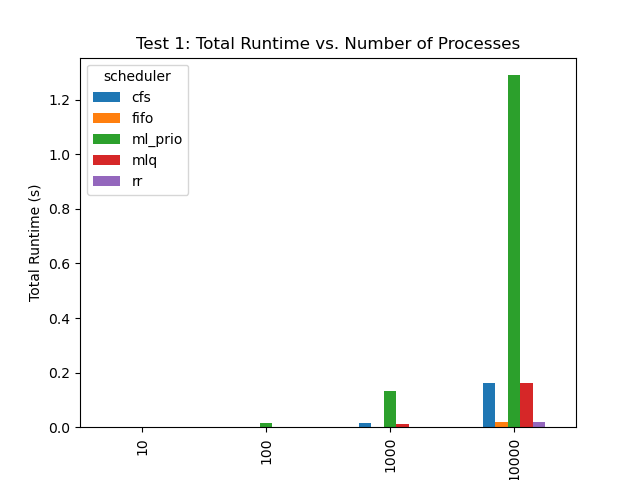 Test 1: Total Runtime vs. Number of Processes
scheduler
cfs
fifo
ml_prio
mlq
rr
Total Runtime (s)
1.2
1.0
0.8
0.6
0.4
0.2
0.0
10
100
1000
10000